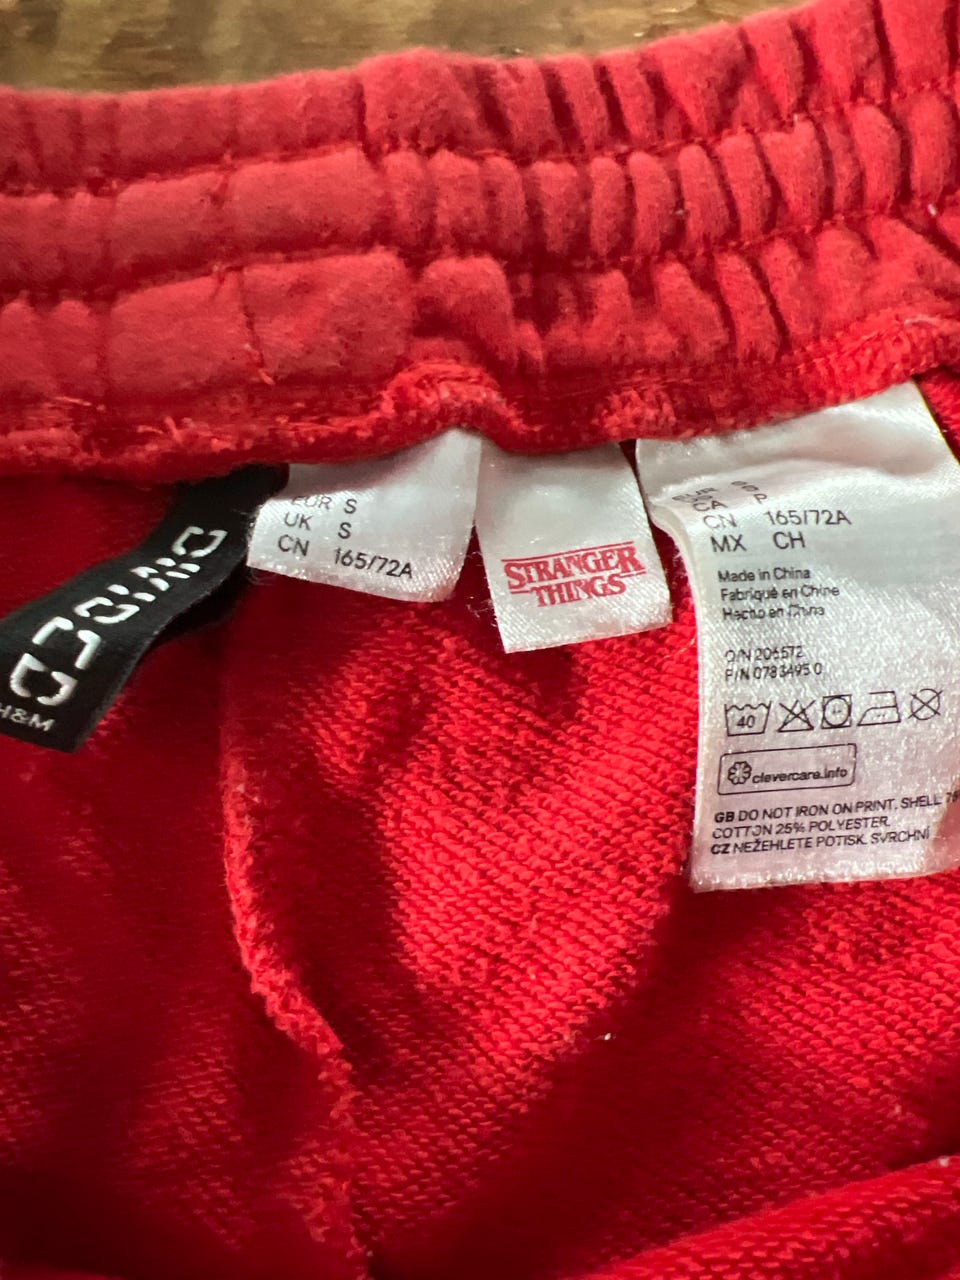 DIVIDED
H&M
EUR S
UK S
CN 165/72A
STRANGER
THINGS
CN 165/72A
MX CH
Made in China
Fabriqué en Chine
Hecho en China
O/N 206572
P/N 0783495 0
40
clevercare.info
GB DO NOT IRON ON PRINT. SHELL
COTTON 25% POLYESTER.
CZ NEŽEHLETE POTISK. SVRCHNÍ